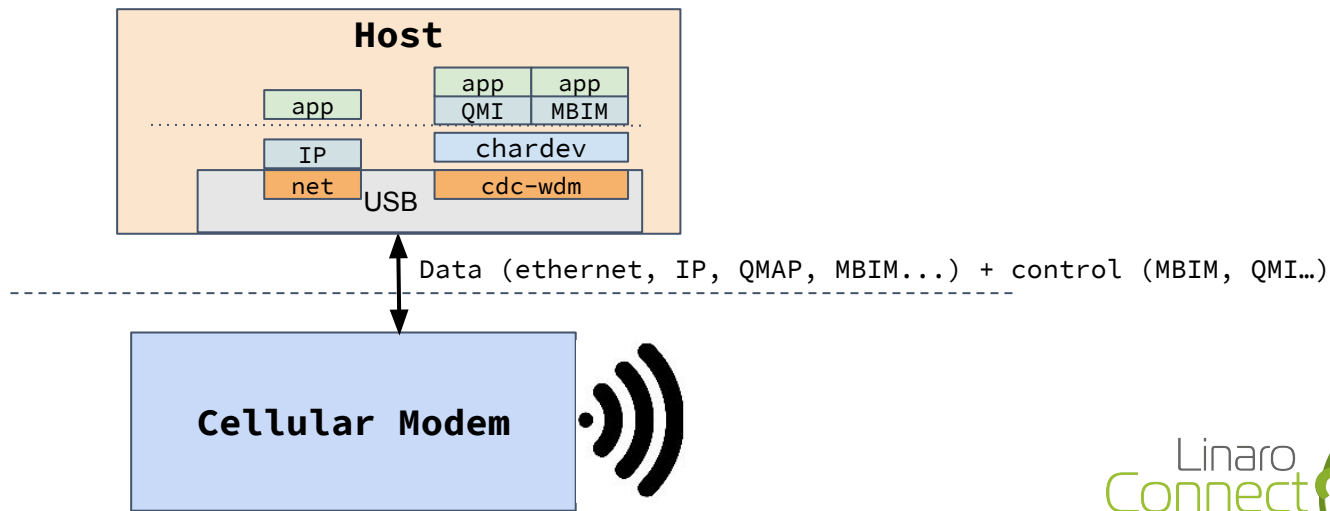 Host
app app
app
QMI MBIM
IP
chardev
net
cdc-wdm
USB
Data (ethernet, IP, QMAP, MBIM...) + control (MBIM, QMI…)
Cellular Modem
Linaro
Connect